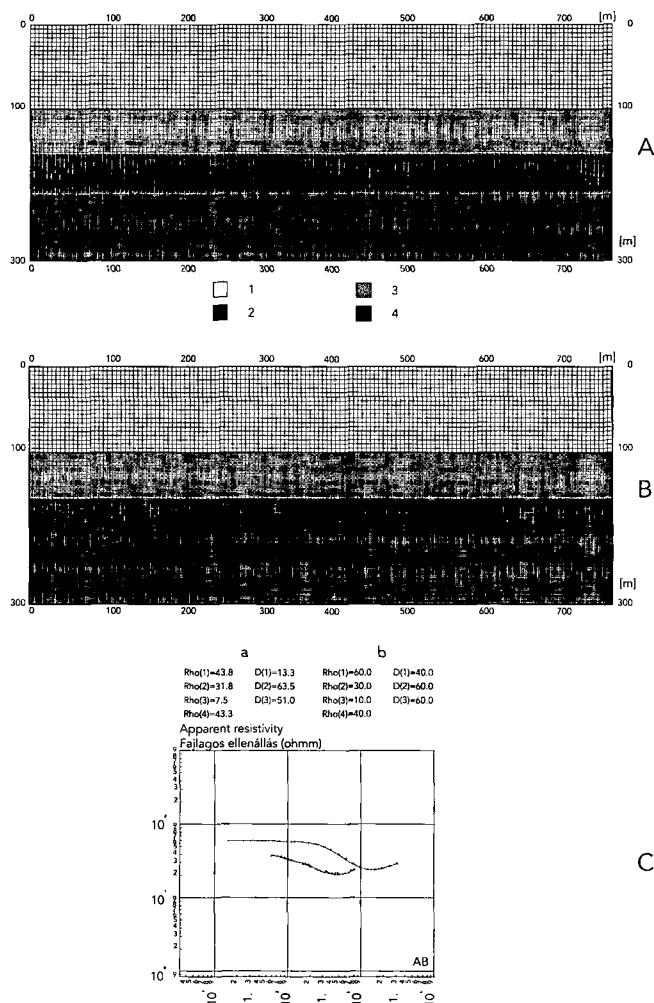 0 100 200 300 400 500 600 700 [m] 0
100 100
A
[m]
300 300
0 100 200 300 400 500 600 700
1 3
2 4
0 100 200 300 400 500 600 700 [m] 0
100 100
B
[m]
300 300
0 100 200 300 400 500 600 700
a b
Rho(1)=43.8 D(1)=13.3 Rho(1)=60.0 D(1)=40.0
Rho(2)=31.8 D(2)=63.5 Rho(2)=30.0 D(2)=60.0
Rho(3)=7.5 D(3)=51.0 Rho(3)=10.0 D(3)=60.0
Rho(4)=43.3 Rho(4)=40.0
Apparent resistivity
Fajlagos ellenállás (ohmm)
C
AB